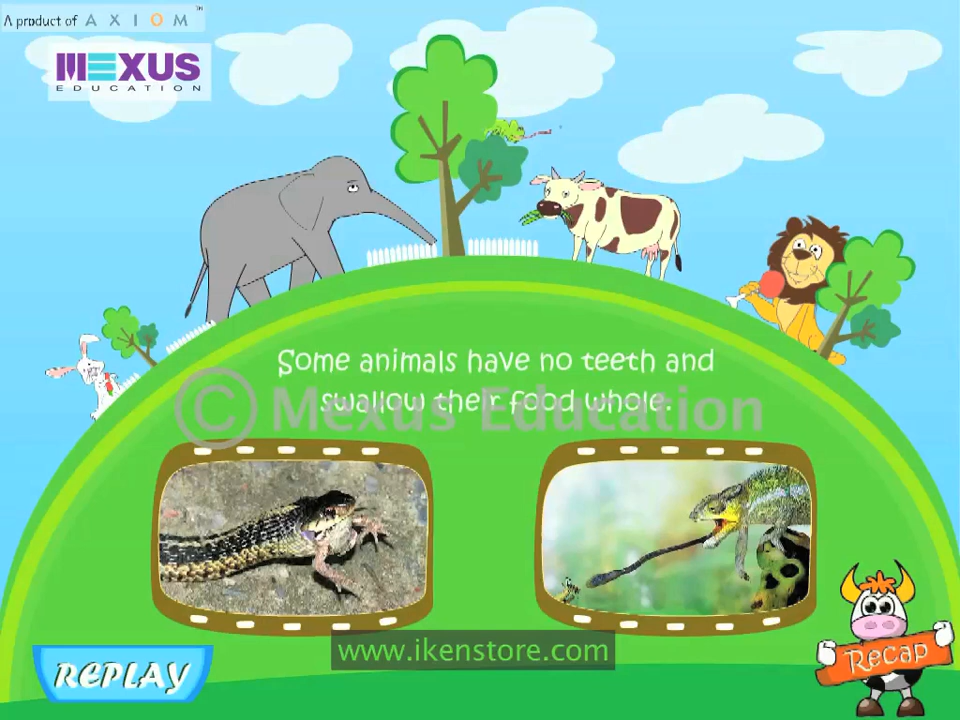 A product of AXIOM™
MEXUS
EDUCATION
Some animals have no teeth and
swallow their food whole.
© Mexus Education
www.ikenstore.com
REPLAY
Recap